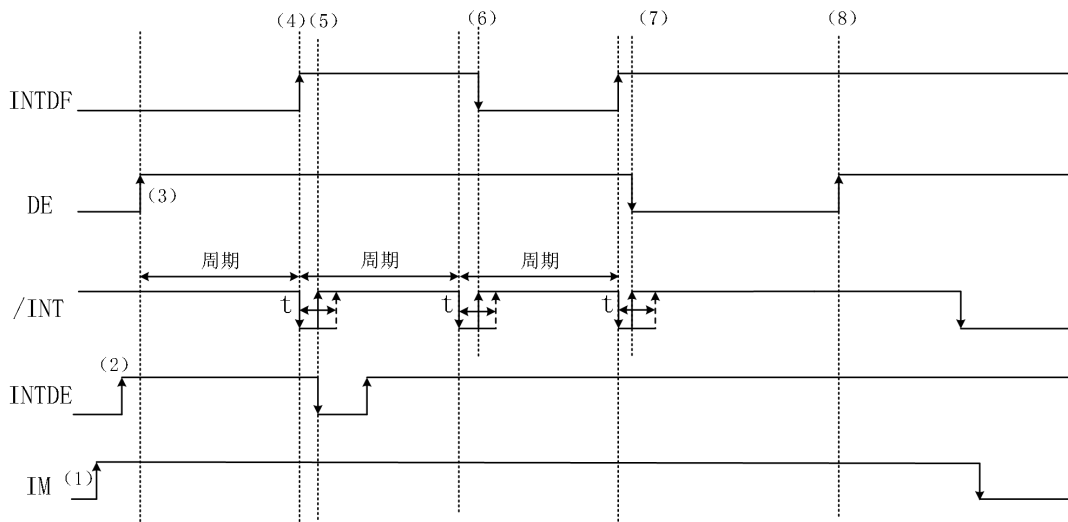 (4)(5) (6) (7) (8)
INTDF
DE (3)
周期 周期 周期
/INT t t t
(2)
INTDE
IM (1)